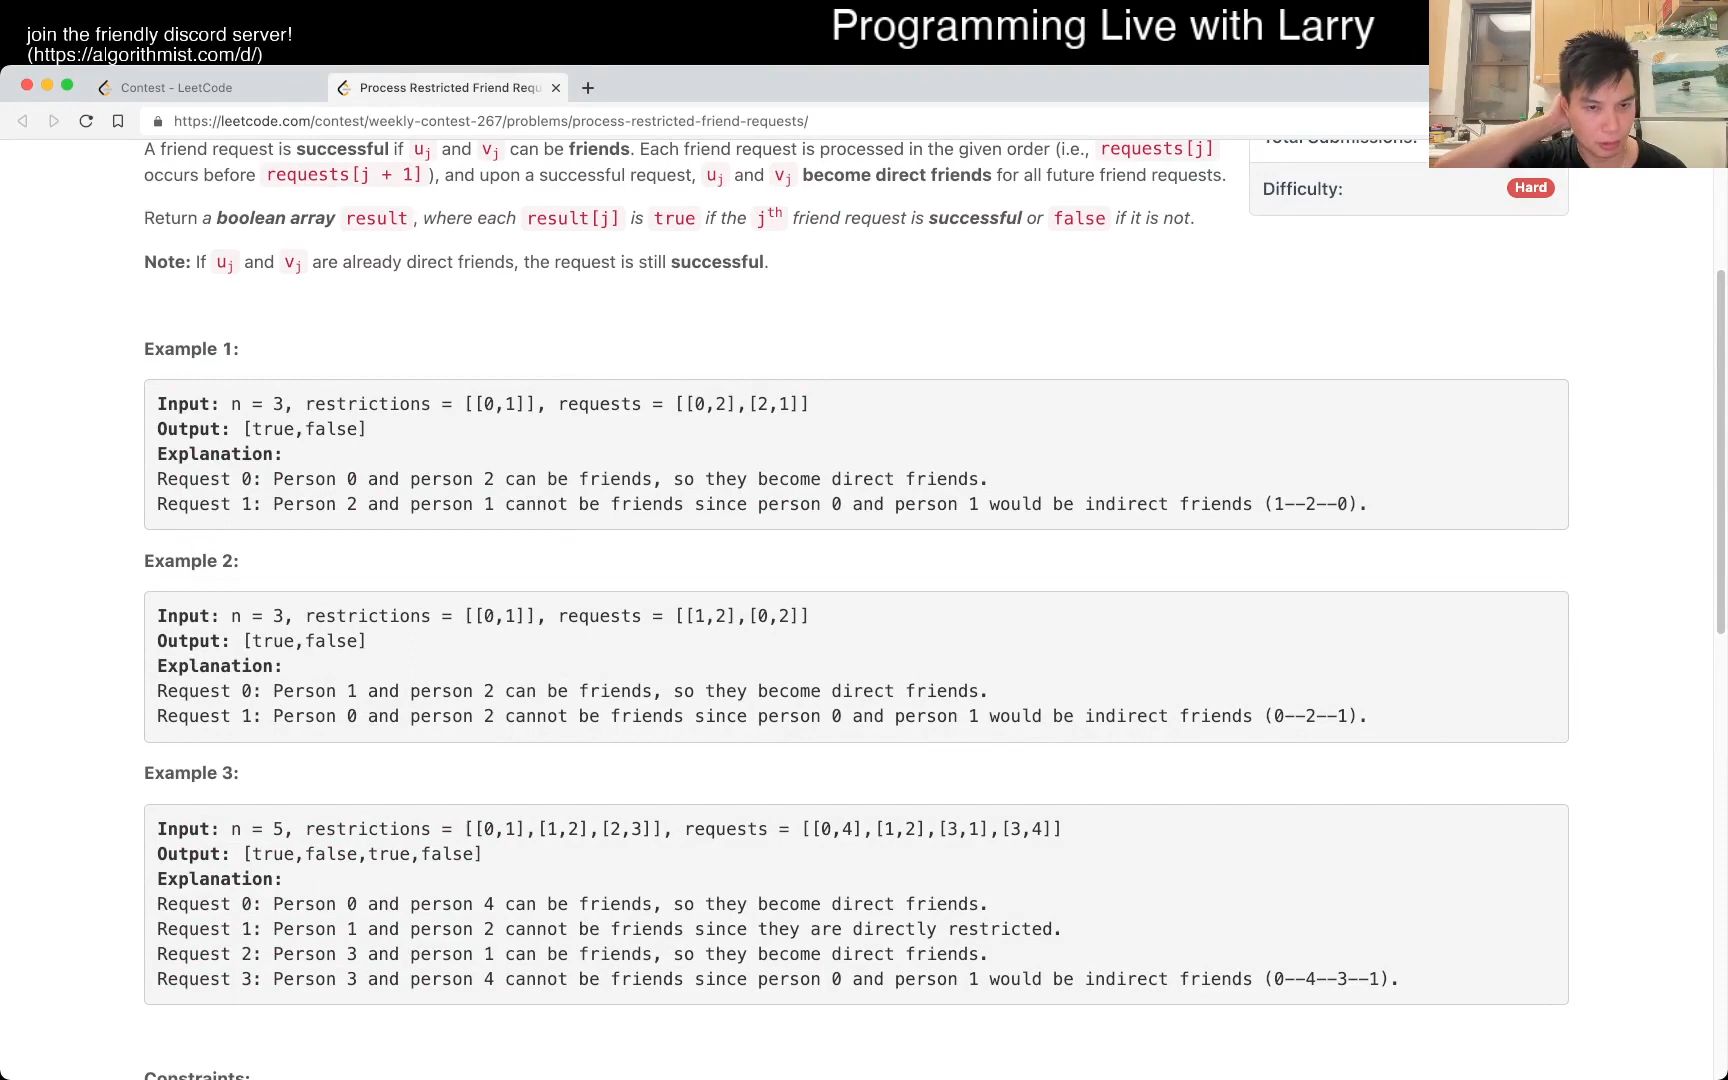 join the friendly discord server!
(https://algorithmist.com/d/)
Programming Live with Larry
Contest - LeetCode
Process Restricted Friend Requ
https://leetcode.com/contest/weekly-contest-267/problems/process-restricted-friend-requests/
A friend request is successful if uj and vj can be friends. Each friend request is processed in the given order (i.e., requests[j]
occurs before requests[j + 1] ), and upon a successful request, uj and vj become direct friends for all future friend requests.
Total Submissions:
Difficulty: Hard
Return a boolean array result, where each result[j] is true if the jth friend request is successful or false if it is not.
Note: If uj and vj are already direct friends, the request is still successful.
Example 1:
Input: n = 3, restrictions = [[0,1]], requests = [[0,2],[2,1]]
Output: [true,false]
Explanation:
Request 0: Person 0 and person 2 can be friends, so they become direct friends.
Request 1: Person 2 and person 1 cannot be friends since person 0 and person 1 would be indirect friends (1--2--0).
Example 2:
Input: n = 3, restrictions = [[0,1]], requests = [[1,2],[0,2]]
Output: [true,false]
Explanation:
Request 0: Person 1 and person 2 can be friends, so they become direct friends.
Request 1: Person 0 and person 2 cannot be friends since person 0 and person 1 would be indirect friends (0--2--1).
Example 3:
Input: n = 5, restrictions = [[0,1],[1,2],[2,3]], requests = [[0,4],[1,2],[3,1],[3,4]]
Output: [true,false,true,false]
Explanation:
Request 0: Person 0 and person 4 can be friends, so they become direct friends.
Request 1: Person 1 and person 2 cannot be friends since they are directly restricted.
Request 2: Person 3 and person 1 can be friends, so they become direct friends.
Request 3: Person 3 and person 4 cannot be friends since person 0 and person 1 would be indirect friends (0--4--3--1).
Constraints: